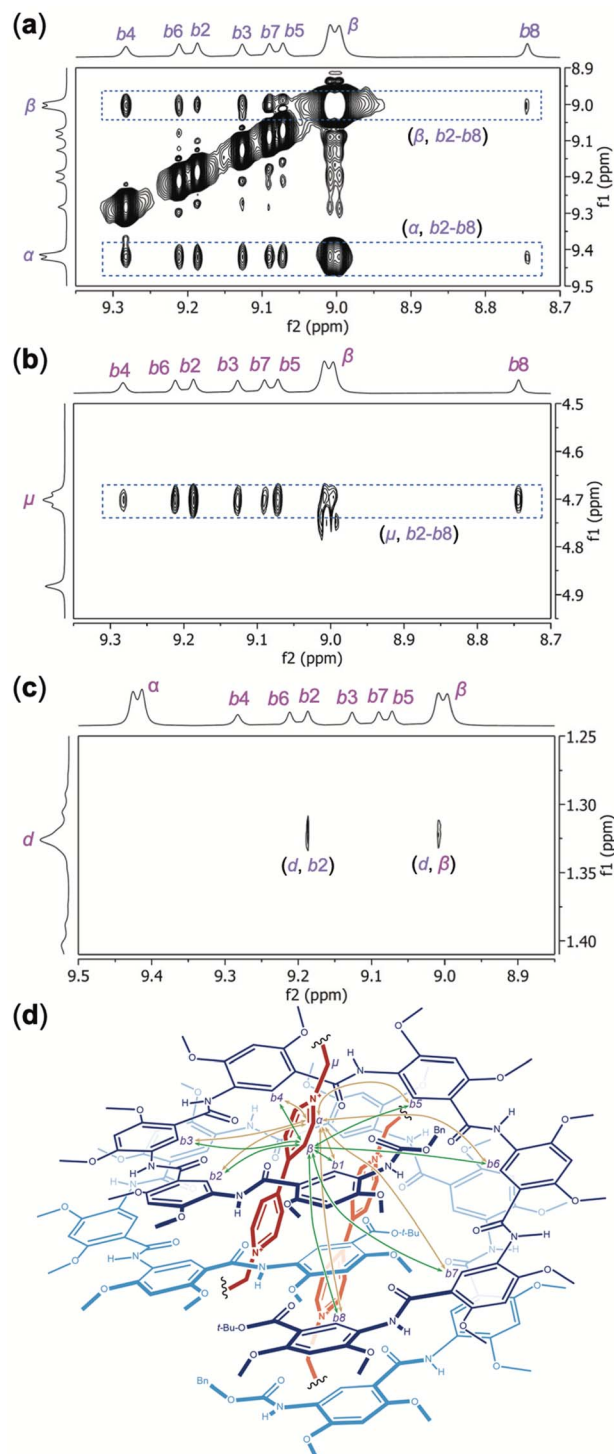 (a)
b4 b6 b2 b3 b7 b5 β b8
β
α
(β, b2-b8)
(α, b2-b8)
8.9
9.0
9.1
9.2
9.3
9.4
9.5
f1 (ppm)
9.3 9.2 9.1 9.0 8.9 8.8 8.7
f2 (ppm)
(b)
b4 b6 b2 b3 b7 b5 β b8
μ
(μ, b2-b8)
4.5
4.6
4.7
4.8
4.9
f1 (ppm)
9.3 9.2 9.1 9.0 8.9 8.8 8.7
f2 (ppm)
(c)
α b4 b6 b2 b3 b7 b5 β
d
(d, b2) (d, β)
1.25
1.30
1.35
1.40
f1 (ppm)
9.5 9.4 9.3 9.2 9.1 9.0 8.9
f2 (ppm)
(d)
μ
b4
b5
b3
β
b1
b2
b6
OBn
b7
O-t-Bu
b8
t-Bu
Bn